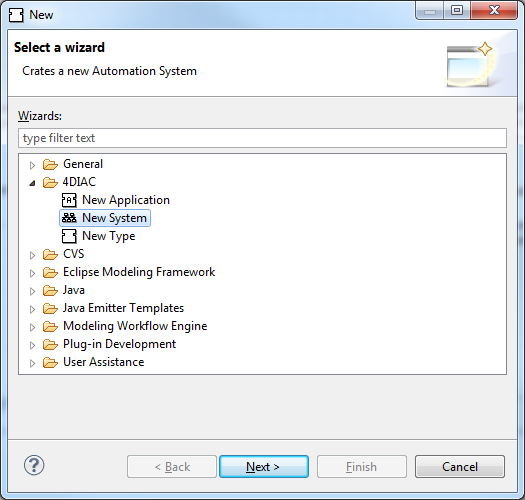 New
Select a wizard
Crates a new Automation System
Wizards:
type filter text
General
4DIAC
New Application
New System
New Type
CVS
Eclipse Modeling Framework
Java
Java Emitter Templates
Modeling Workflow Engine
Plug-in Development
User Assistance
? < Back Next > Finish Cancel